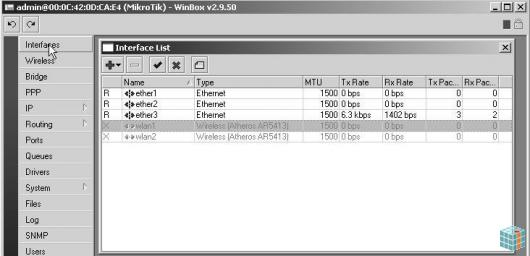 admin@00:0C:42:0D:CA:E4 (MikroTik) - WinBox v2.9.50
Interfaces
Wireless
Bridge
PPP
IP
Routing
Ports
Queues
Drivers
System
Files
Log
SNMP
Users
Interface List
Name Type MTU Tx Rate Rx Rate Tx Pac... Rx Pac...
R ether1 Ethernet 1500 0 bps 0 bps 0 0
R ether2 Ethernet 1500 0 bps 0 bps 0 0
R ether3 Ethernet 1500 6.3 kbps 1402 bps 3 2
X wlan1 Wireless (Atheros AR5413) 1500 0 bps 0 bps 0 0
X wlan2 Wireless (Atheros AR5413) 1500 0 bps 0 bps 0 0